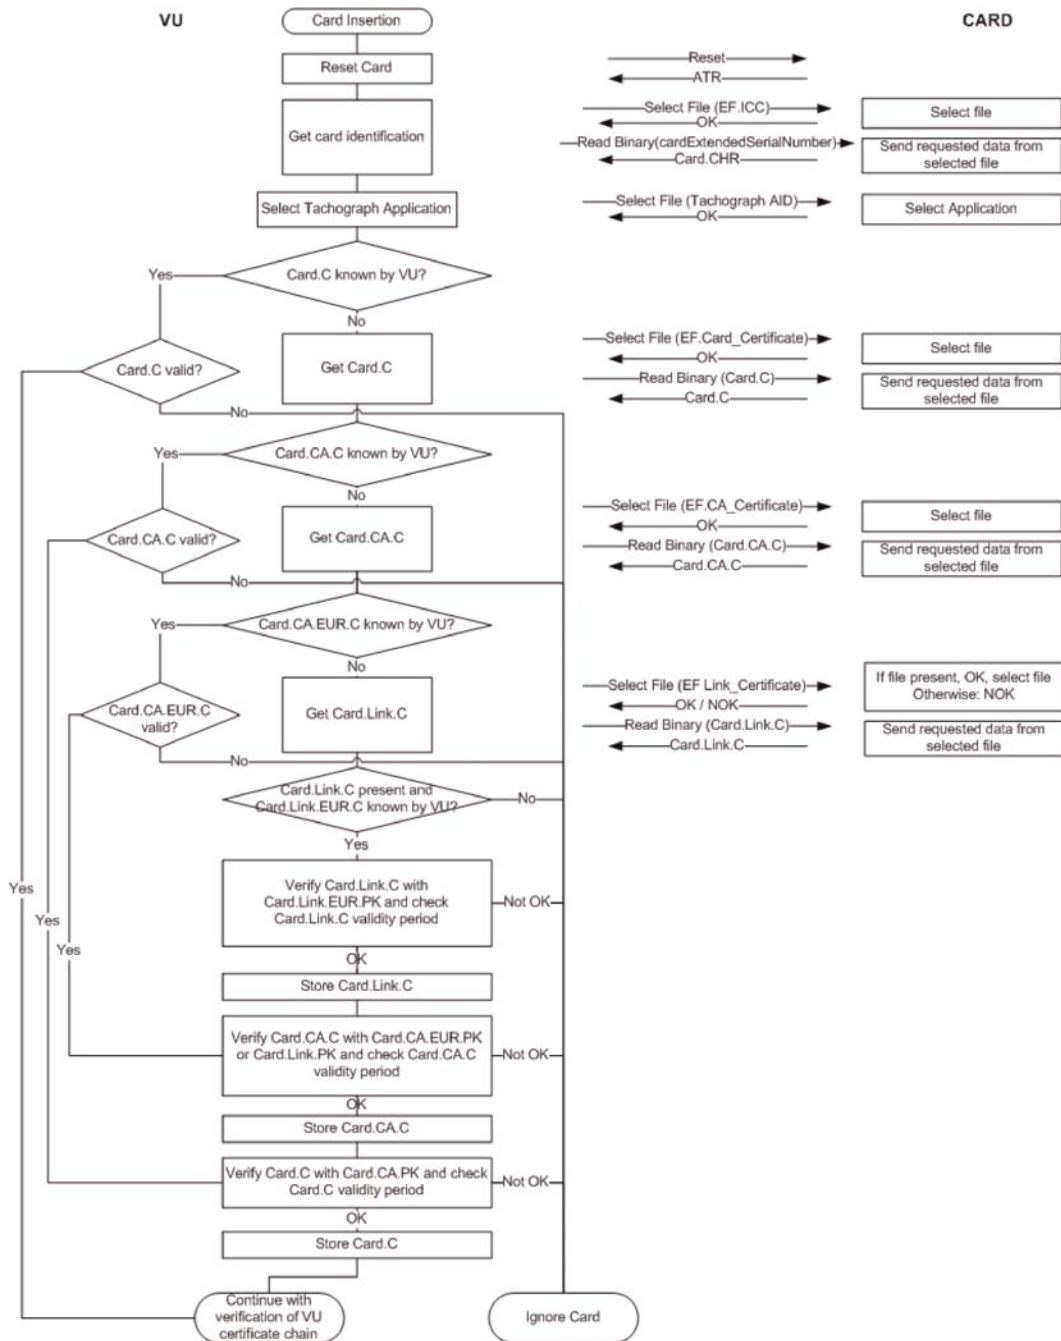 VU
Card Insertion
CARD
Reset Card
Reset
ATR
Get card identification
Select File (EF.ICC)
OK
Select file
Read Binary(cardExtendedSerialNumber)
Card.CHR
Send requested data from
selected file
Select Tachograph Application
Select File (Tachograph AID)
OK
Select Application
Yes
Card.C known by VU?
No
Card.C valid?
Get Card.C
Select File (EF.Card_Certificate)
OK
Select file
Read Binary (Card.C)
Card.C
Send requested data from
selected file
No
Yes
Card.CA.C known by VU?
No
Card.CA.C valid?
Get Card.CA.C
Select File (EF.CA_Certificate)
OK
Select file
Read Binary (Card.CA.C)
Card.CA.C
Send requested data from
selected file
No
Yes
Card.CA.EUR.C known by VU?
No
Card.CA.EUR.C
valid?
Get Card.Link.C
Select File (EF Link_Certificate)
OK / NOK
If file present, OK, select file
Otherwise: NOK
Read Binary (Card.Link.C)
Card.Link.C
Send requested data from
selected file
No
Card.Link.C present and
Card.Link.EUR.C known by VU?
No
Yes
Yes
Yes
Yes
Verify Card.Link.C with
Card.Link.EUR.PK and check
Card.Link.C validity period
Not OK
OK
Store Card.Link.C
Verify Card.CA.C with Card.CA.EUR.PK
or Card.Link.PK and check Card.CA.C
validity period
Not OK
OK
Store Card.CA.C
Verify Card.C with Card.CA.PK and check
Card.C validity period
Not OK
OK
Store Card.C
Continue with
verification of VU
certificate chain
Ignore Card